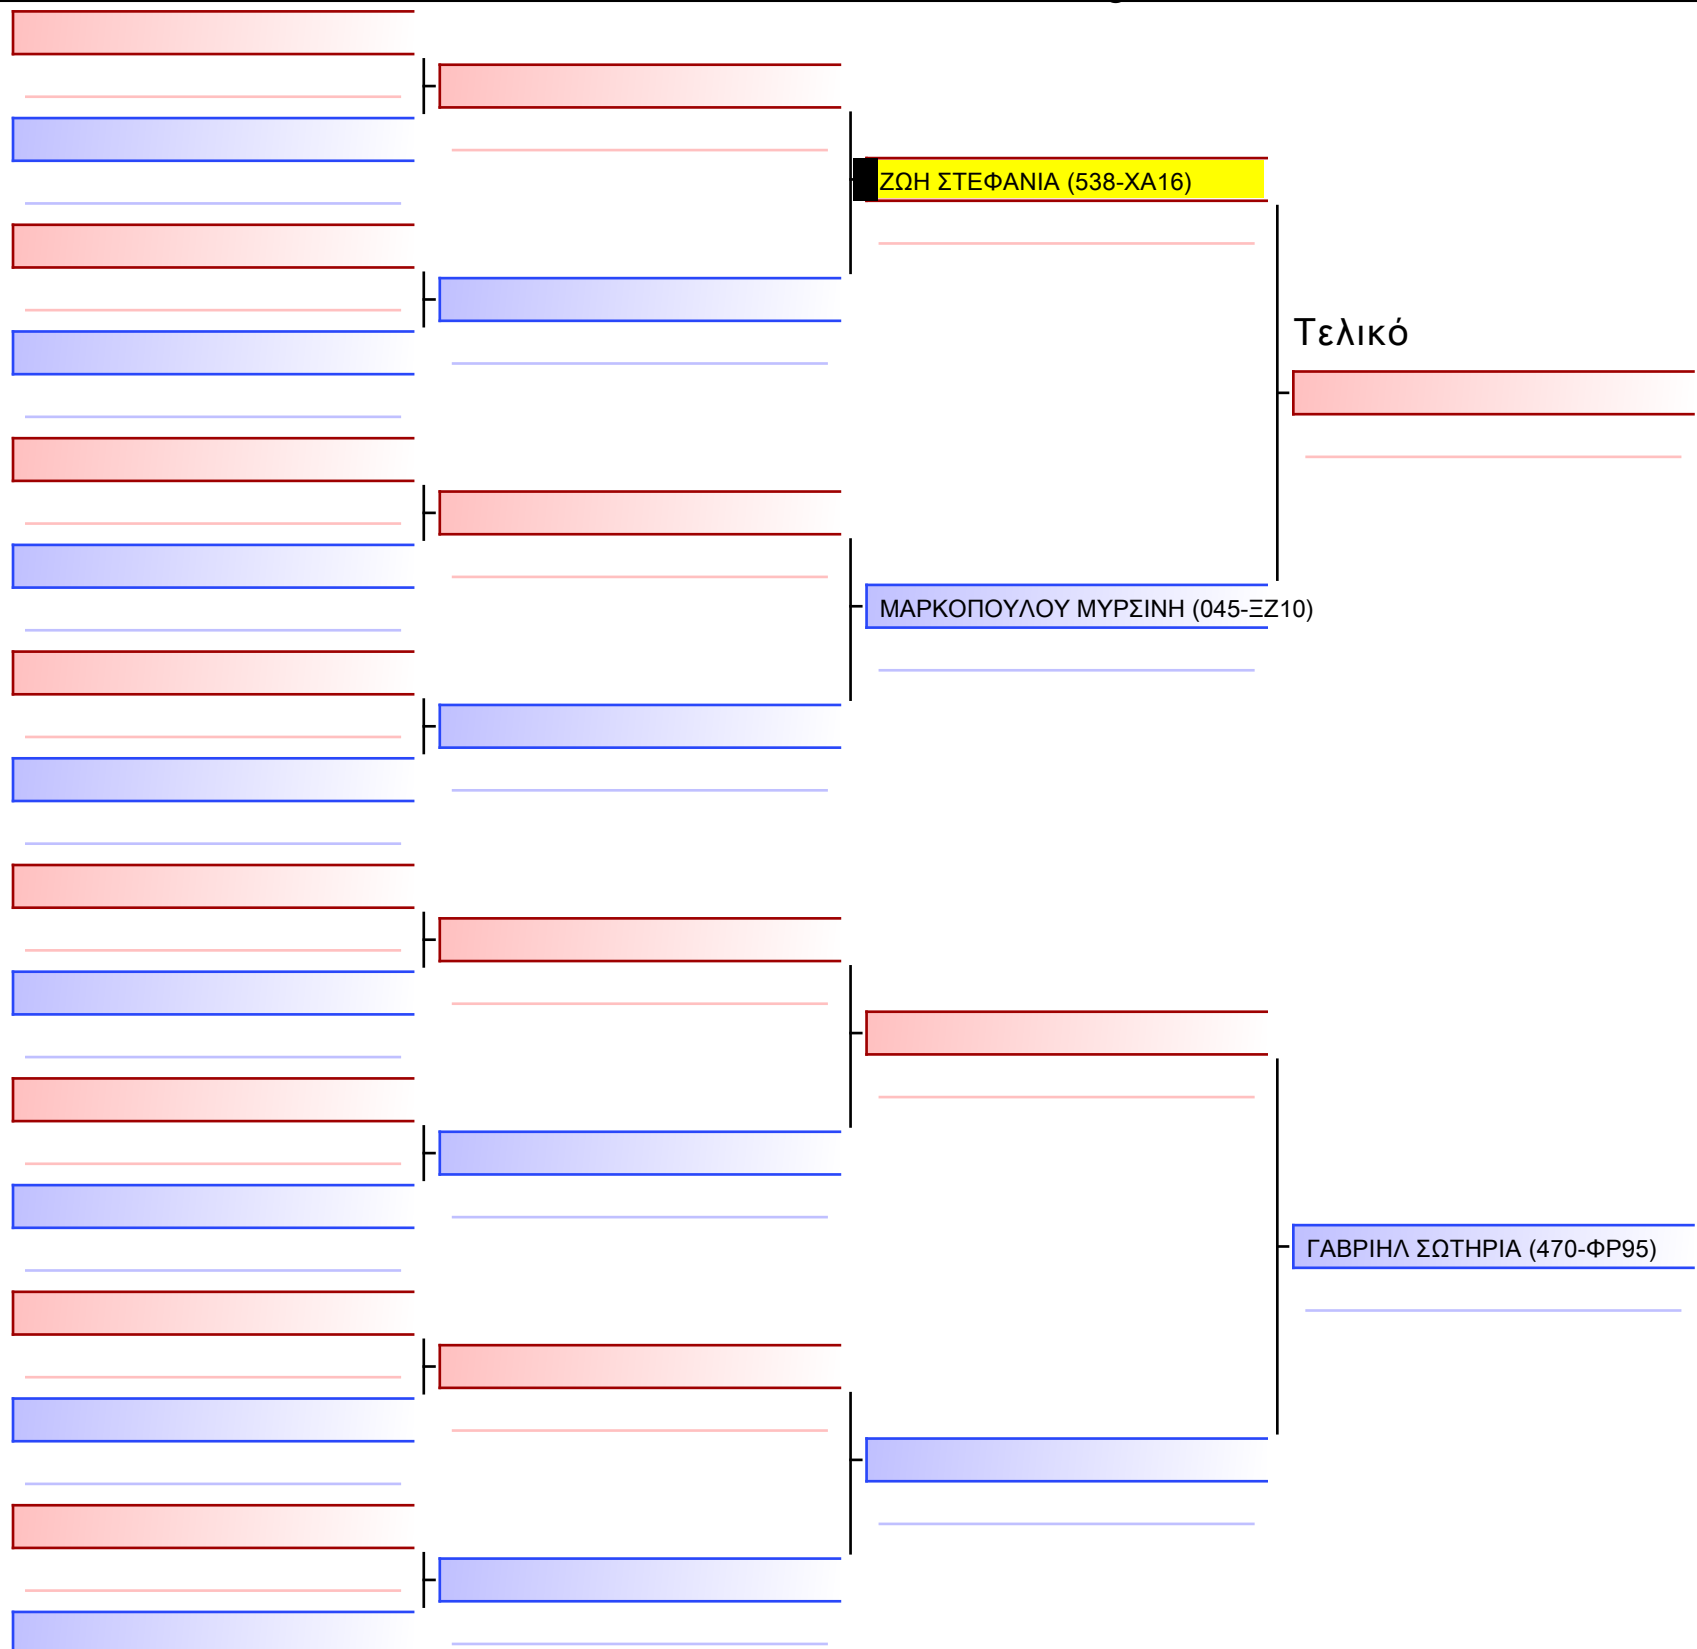 ΖΩΗ ΣΤΕΦΑΝΙΑ (538-ΧΑ16)
Τελικό
ΜΑΡΚΟΠΟΥΛΟΥ ΜΥΡΣΙΝΗ (045-ΞΖ10)
ΓΑΒΡΙΗΛ ΣΩΤΗΡΙΑ (470-ΦΡ95)